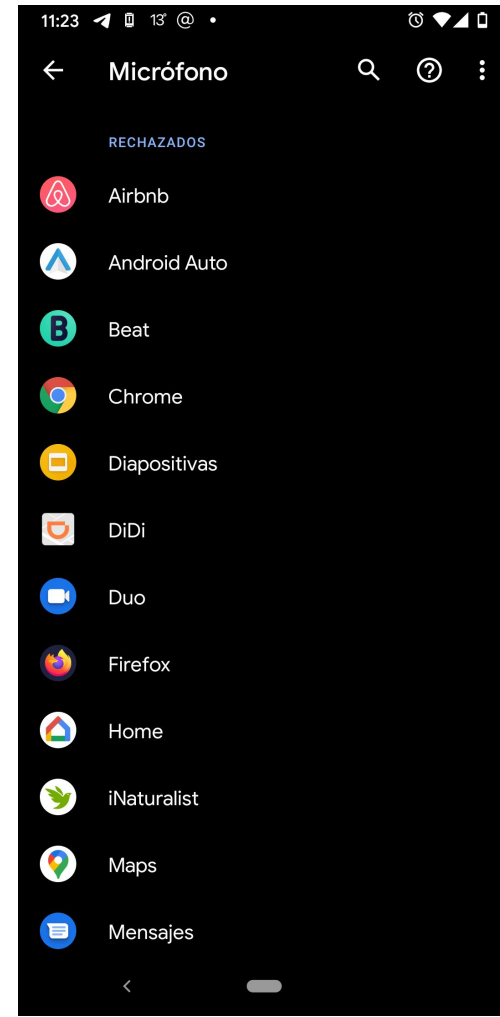 11:23 13° @
Micrófono
RECHAZADOS
Airbnb
Android Auto
B Beat
Chrome
Diapositivas
DiDi
Duo
Firefox
Home
iNaturalist
Maps
Mensajes